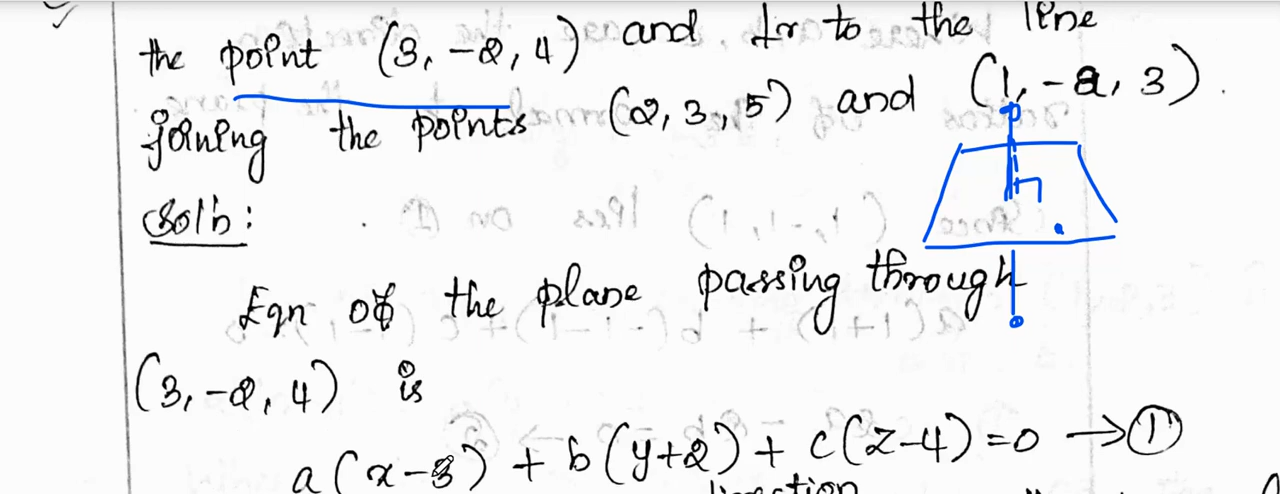 the point (3, -2, 4) and ⊥r to the line
joining the points (2, 3, 5) and (1, -2, 3).
Soln:
Eqn of the plane passing through
(3, -2, 4) is
a(x-3) + b(y+2) + c(z-4) = 0 → ①
direction